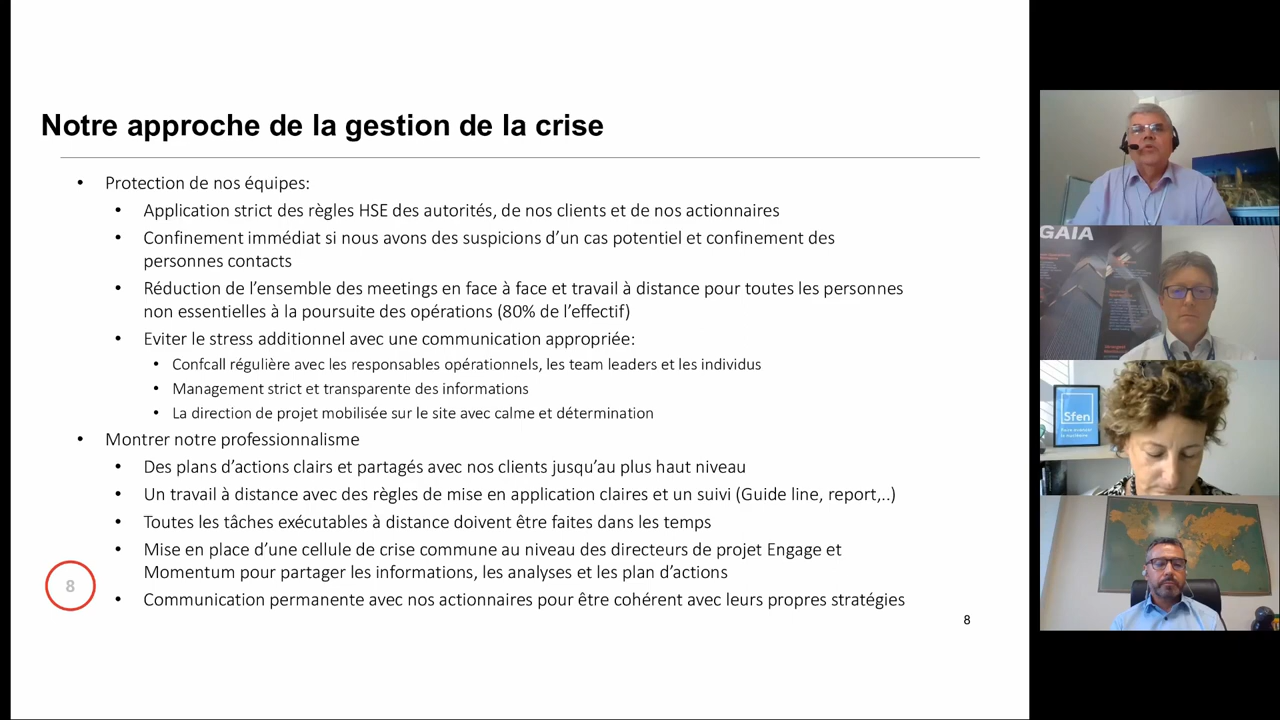 Notre approche de la gestion de la crise
• Protection de nos équipes:
• Application strict des règles HSE des autorités, de nos clients et de nos actionnaires
• Confinement immédiat si nous avons des suspicions d’un cas potentiel et confinement des
personnes contacts
• Réduction de l’ensemble des meetings en face à face et travail à distance pour toutes les personnes
non essentielles à la poursuite des opérations (80% de l’effectif)
• Eviter le stress additionnel avec une communication appropriée:
• Confcall régulière avec les responsables opérationnels, les team leaders et les individus
• Management strict et transparente des informations
• La direction de projet mobilisée sur le site avec calme et détermination
• Montrer notre professionnalisme
• Des plans d’actions clairs et partagés avec nos clients jusqu’au plus haut niveau
• Un travail à distance avec des règles de mise en application claires et un suivi (Guide line, report,..)
• Toutes les tâches exécutables à distance doivent être faites dans les temps
• Mise en place d’une cellule de crise commune au niveau des directeurs de projet Engage et
Momentum pour partager les informations, les analyses et les plan d’actions
• Communication permanente avec nos actionnaires pour être cohérent avec leurs propres stratégies
8
8
GAIA
Sfen